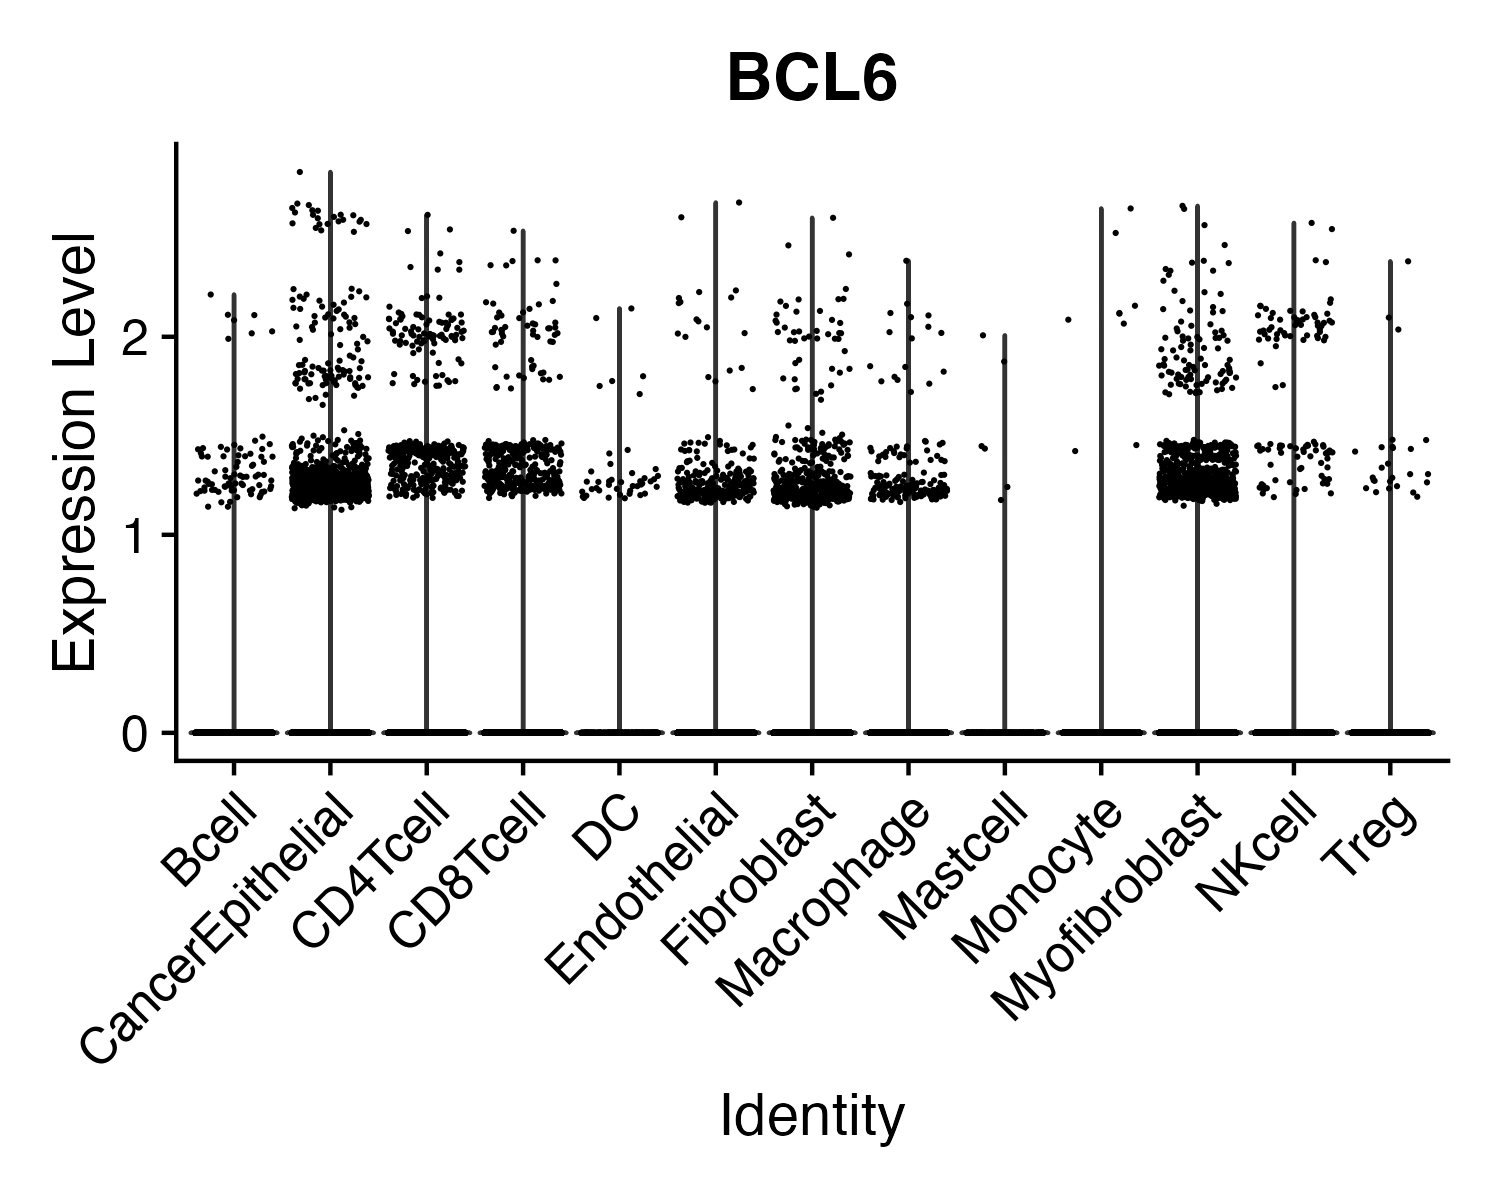 BCL6
Expression Level
2
1
0
Bcell
CancerEpithelial
CD4Tcell
CD8Tcell
DC
Endothelial
Fibroblast
Macrophage
Mastcell
Monocyte
Myofibroblast
NKcell
Treg
Identity